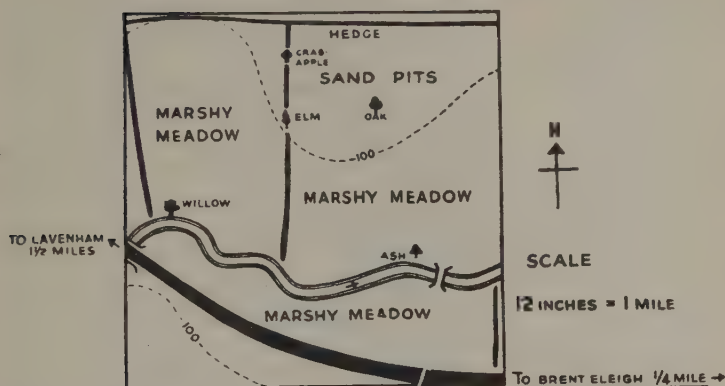 HEDGE
CRAB-
APPLE
SAND PITS
MARSHY
MEADOW
ELM
OAK
100
N
MARSHY MEADOW
WILLOW
TO LAVENHAM
1½ MILES
ASH
SCALE
12 INCHES = 1 MILE
MARSHY MEADOW
100
TO BRENT ELEIGH ¼ MILE →